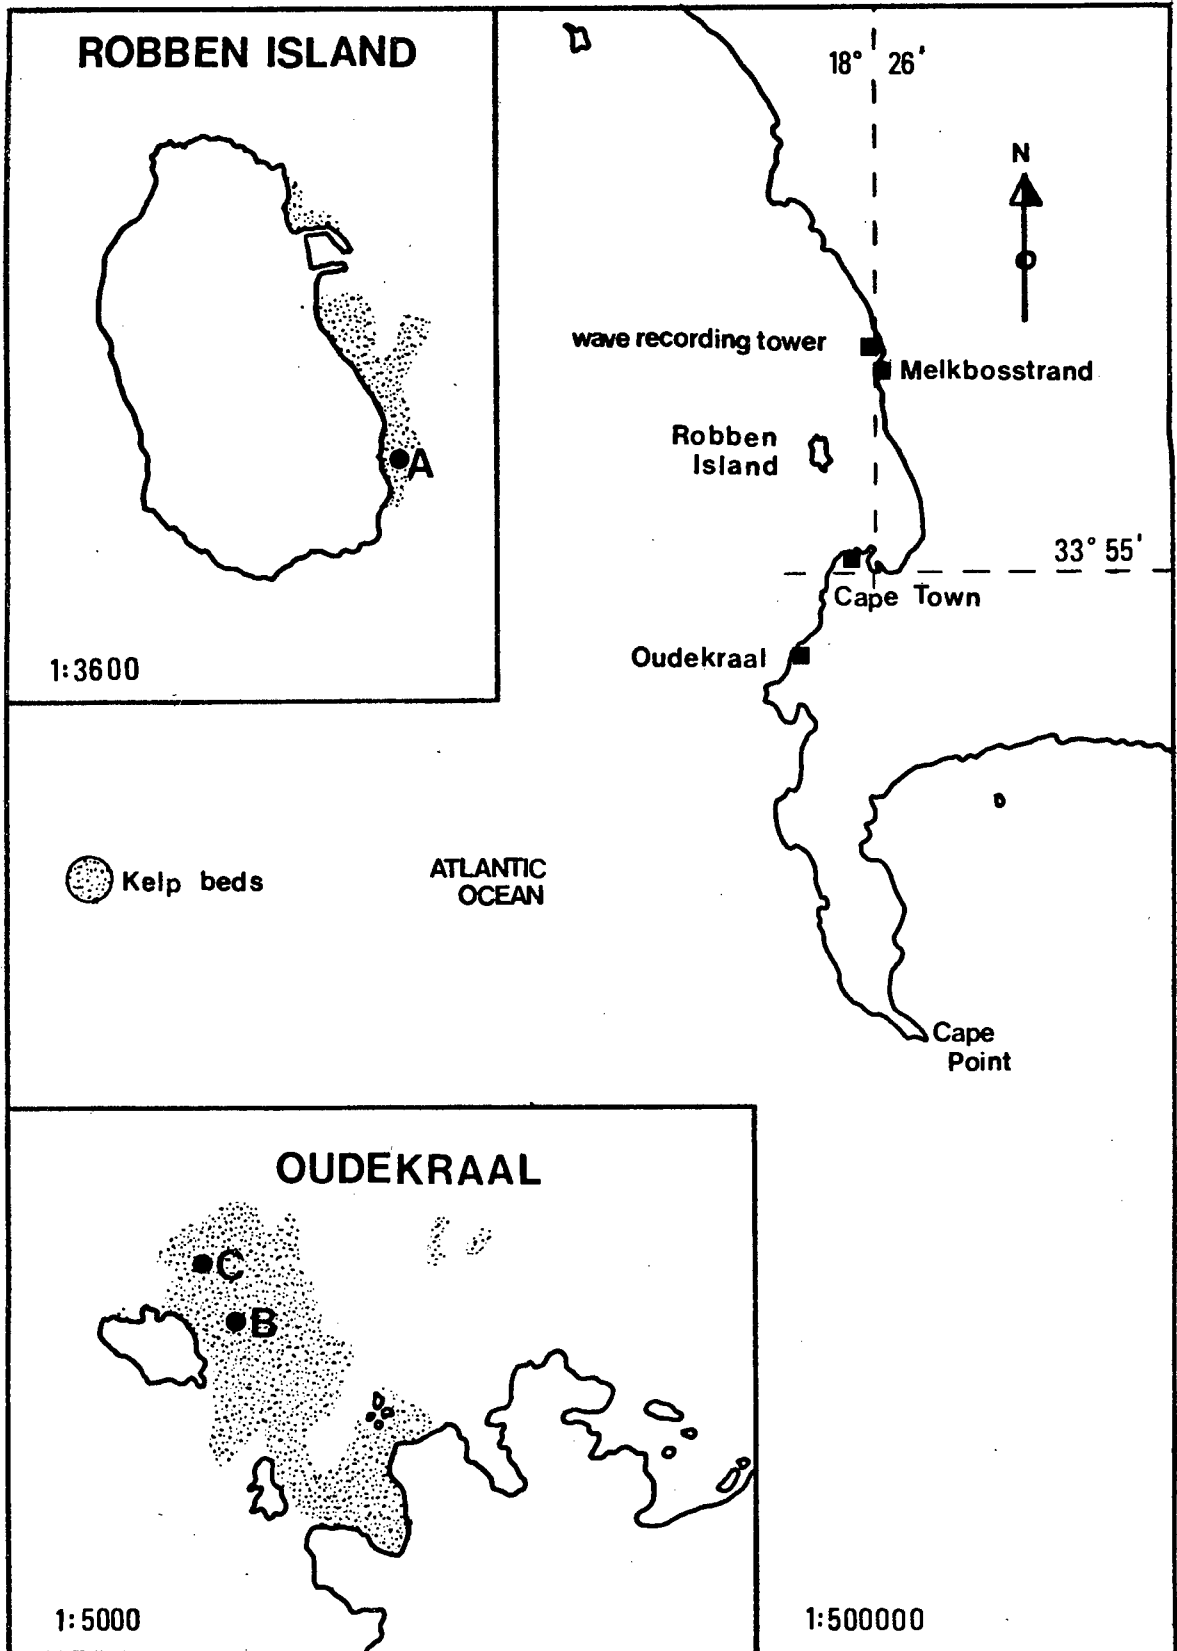 ROBBEN ISLAND
A
1:3600
18° 26'
N
wave recording tower
Melkbosstrand
Robben
Island
33° 55'
Cape Town
Oudekraal
Kelp beds
ATLANTIC
OCEAN
Cape
Point
OUDEKRAAL
C
B
1:5000
1:500000